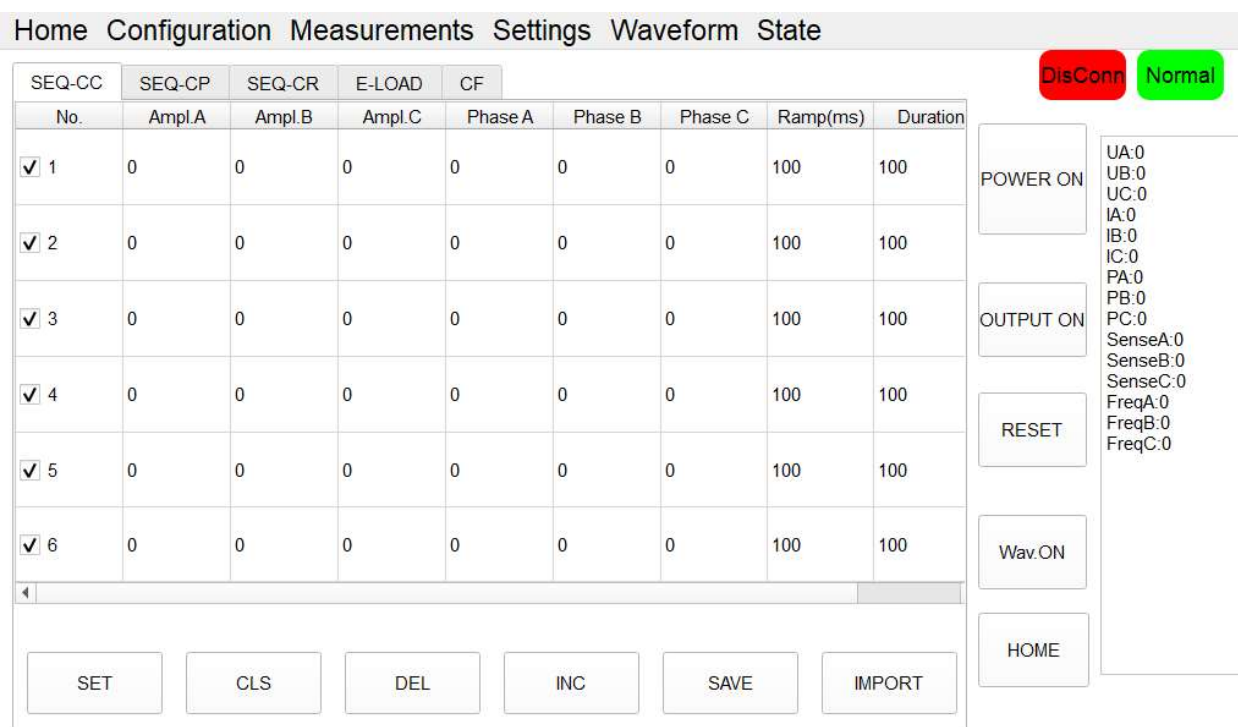 Home Configuration Measurements Settings Waveform State
DisConn Normal
SEQ-CC SEQ-CP SEQ-CR E-LOAD CF
No. Ampl.A Ampl.B Ampl.C Phase A Phase B Phase C Ramp(ms) Duration
1 0 0 0 0 0 0 100 100
2 0 0 0 0 0 0 100 100
3 0 0 0 0 0 0 100 100
4 0 0 0 0 0 0 100 100
5 0 0 0 0 0 0 100 100
6 0 0 0 0 0 0 100 100
SET CLS DEL INC SAVE IMPORT
POWER ON
OUTPUT ON
RESET
Wav.ON
HOME
UA:0
UB:0
UC:0
IA:0
IB:0
IC:0
PA:0
PB:0
PC:0
SenseA:0
SenseB:0
SenseC:0
FreqA:0
FreqB:0
FreqC:0